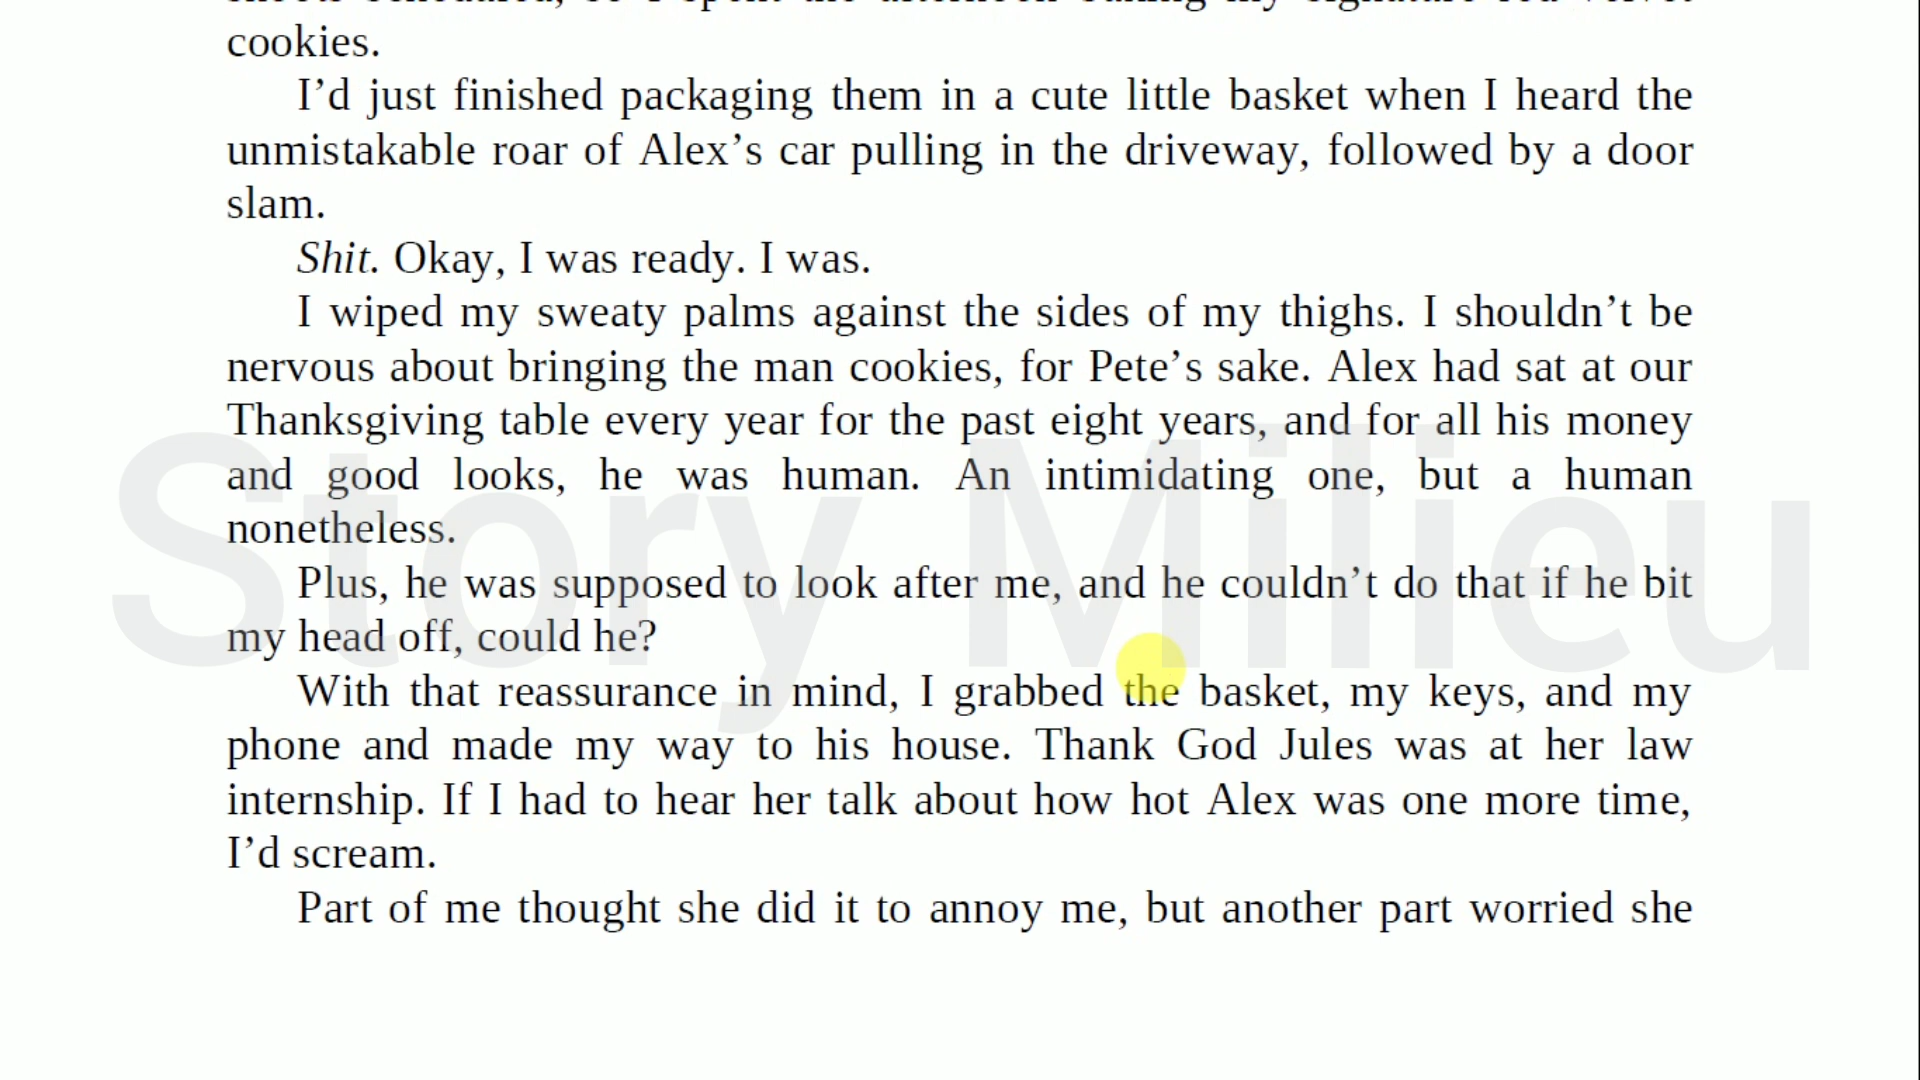 cookies.
I’d just finished packaging them in a cute little basket when I heard the
unmistakable roar of Alex’s car pulling in the driveway, followed by a door
slam.
Shit. Okay, I was ready. I was.
I wiped my sweaty palms against the sides of my thighs. I shouldn’t be
nervous about bringing the man cookies, for Pete’s sake. Alex had sat at our
Thanksgiving table every year for the past eight years, and for all his money
and good looks, he was human. An intimidating one, but a human
nonetheless.
Plus, he was supposed to look after me, and he couldn’t do that if he bit
my head off, could he?
With that reassurance in mind, I grabbed the basket, my keys, and my
phone and made my way to his house. Thank God Jules was at her law
internship. If I had to hear her talk about how hot Alex was one more time,
I’d scream.
Part of me thought she did it to annoy me, but another part worried she
Story Milieu